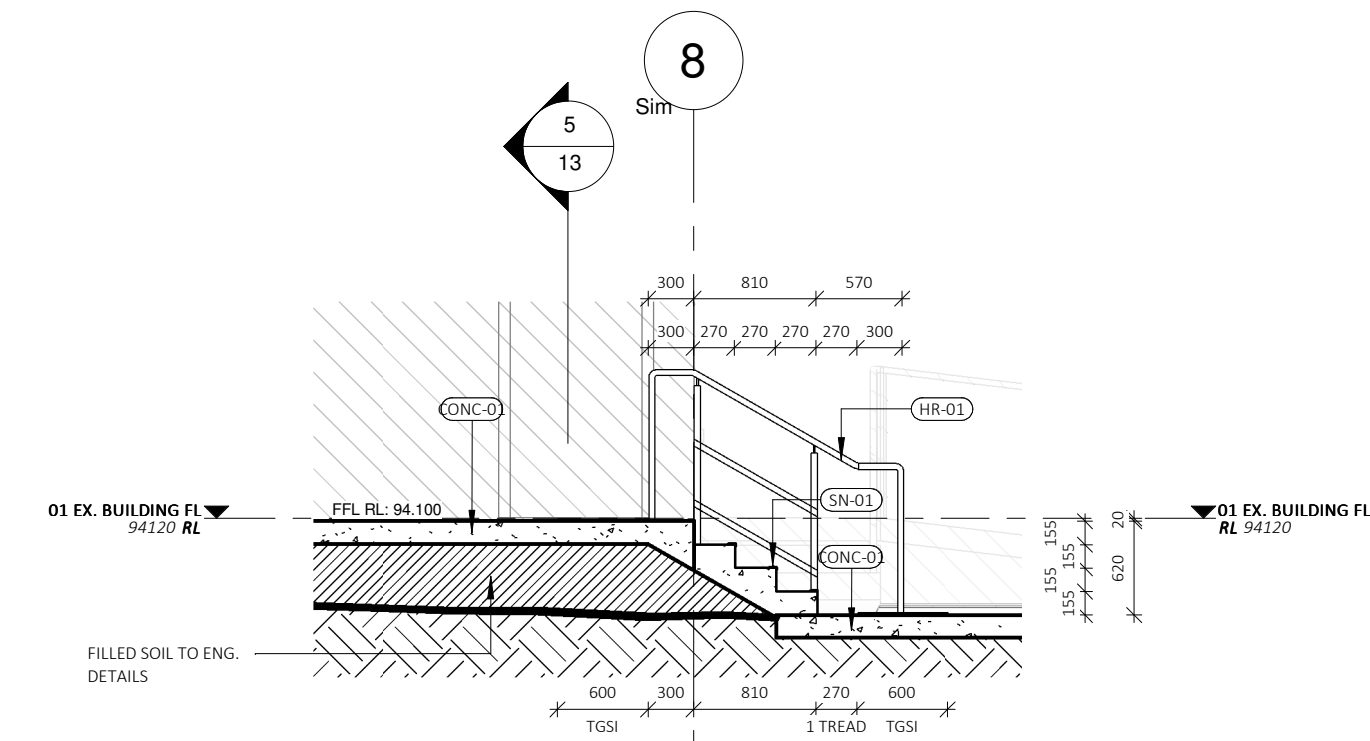 8
Sim
5
13
300 810 570
300 270 270 270 270 300
CONC-01
HR-01
SN-01
CONC-01
FFL RL: 94.100
01 EX. BUILDING FL
94120 RL
01 EX. BUILDING FL
RL 94120
155
155
155
155
20
620
FILLED SOIL TO ENG.
DETAILS
600 300 810 270 600
TGSI 1 TREAD TGSI